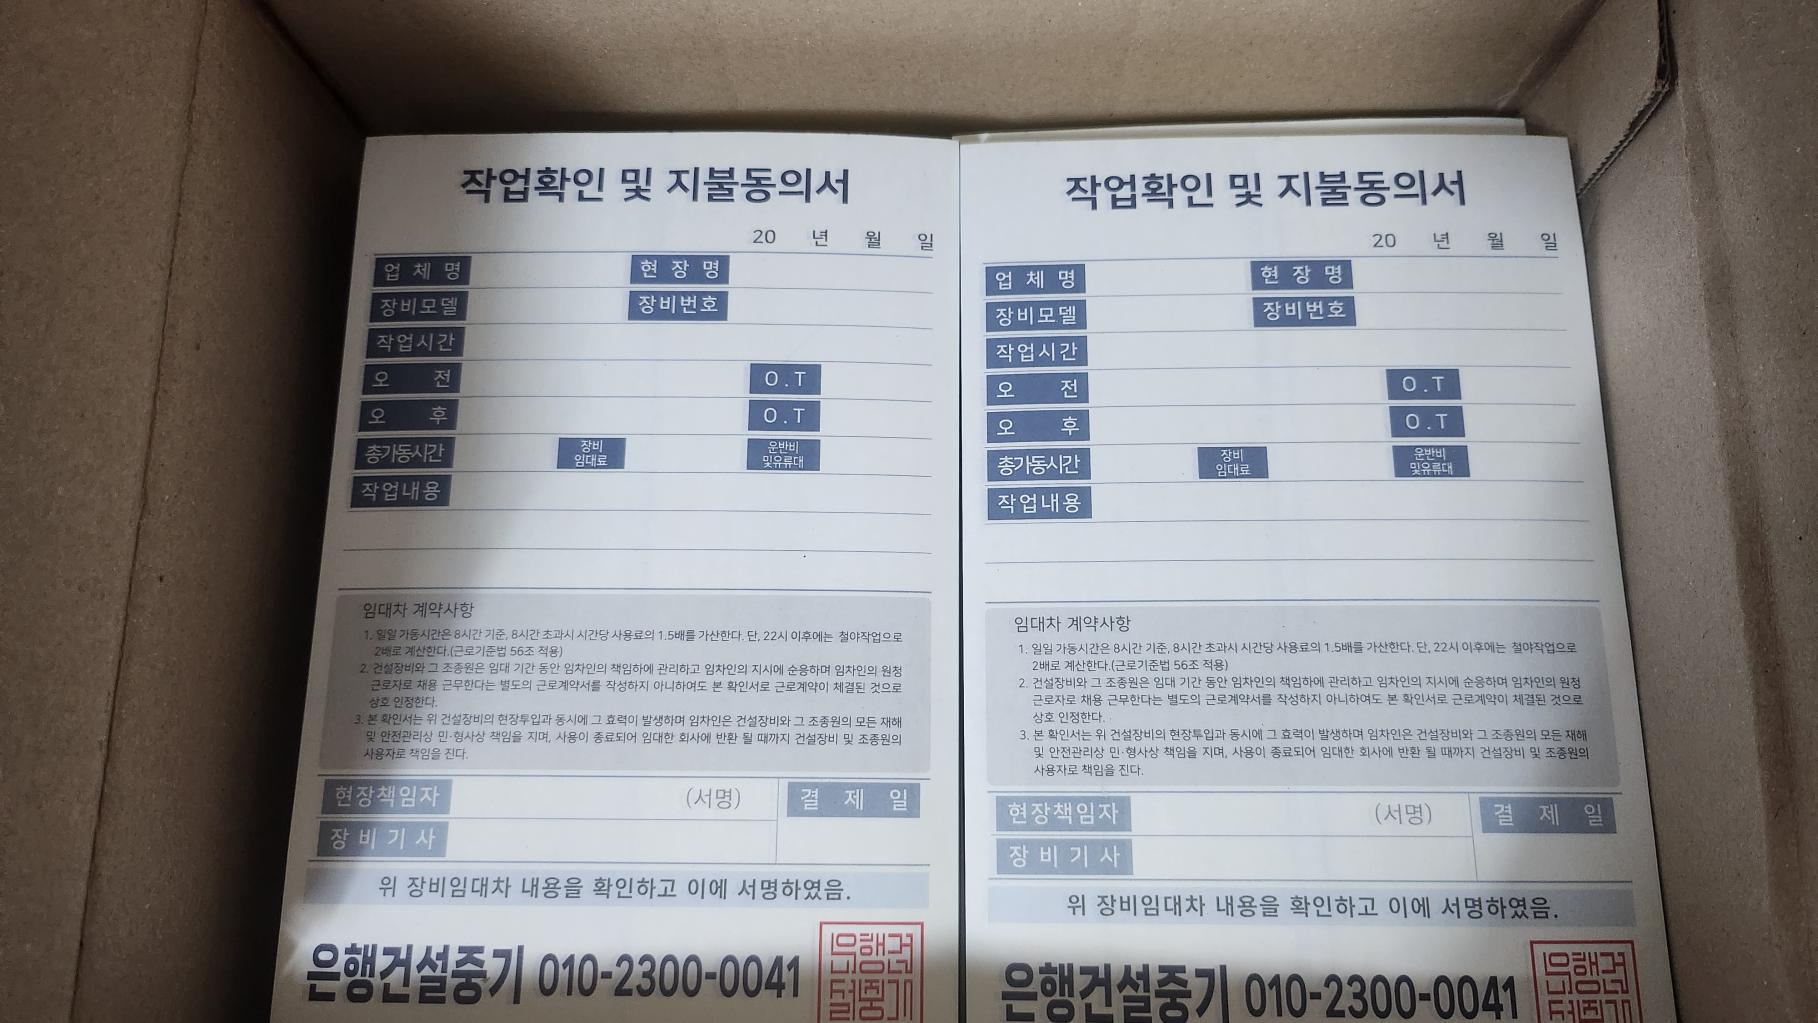 작업확인 및 지불동의서
20 년 월 일
업 체 명 현 장 명
장비모델 장비번호
작업시간
오 전 O.T
오 후 O.T
총가동시간 장비 임대료 운반비 및유류대
작업내용
임대차 계약사항
1. 일일 가동시간은 8시간 기준, 8시간 초과시 시간당 사용료의 1.5배를 가산한다. 단, 22시 이후에는 철야작업으로
2배로 계산한다.(근로기준법 56조 적용)
2. 건설장비와 그 조종원은 임대 기간 동안 임차인의 책임하에 관리하고 임차인의 지시에 순응하며 임차인의 원청
근로자로 채용 근무한다는 별도의 근로계약서를 작성하지 아니하여도 본 확인서로 근로계약이 체결된 것으로
상호 인정한다.
3. 본 확인서는 위 건설장비의 현장투입과 동시에 그 효력이 발생하며 임차인은 건설장비와 그 조종원의 모든 재해
및 안전관리상 민·형사상 책임을 지며, 사용이 종료되어 임대한 회사에 반환 될 때까지 건설장비 및 조종원의
사용자로 책임을 진다.
현장책임자 (서명) 결 제 일
장 비 기 사
위 장비임대차 내용을 확인하고 이에 서명하였음.
은행건설중기 010-2300-0041
은행건
설중기
작업확인 및 지불동의서
20 년 월 일
업 체 명 현 장 명
장비모델 장비번호
작업시간
오 전 O.T
오 후 O.T
총가동시간 장비 임대료 운반비 및유류대
작업내용
임대차 계약사항
1. 일일 가동시간은 8시간 기준, 8시간 초과시 시간당 사용료의 1.5배를 가산한다. 단, 22시 이후에는 철야작업으로
2배로 계산한다.(근로기준법 56조 적용)
2. 건설장비와 그 조종원은 임대 기간 동안 임차인의 책임하에 관리하고 임차인의 지시에 순응하며 임차인의 원청
근로자로 채용 근무한다는 별도의 근로계약서를 작성하지 아니하여도 본 확인서로 근로계약이 체결된 것으로
상호 인정한다.
3. 본 확인서는 위 건설장비의 현장투입과 동시에 그 효력이 발생하며 임차인은 건설장비와 그 조종원의 모든 재해
및 안전관리상 민·형사상 책임을 지며, 사용이 종료되어 임대한 회사에 반환 될 때까지 건설장비 및 조종원의
사용자로 책임을 진다.
현장책임자 (서명) 결 제 일
장 비 기 사
위 장비임대차 내용을 확인하고 이에 서명하였음.
은행건설중기 010-2300-0041
은행건
설중기